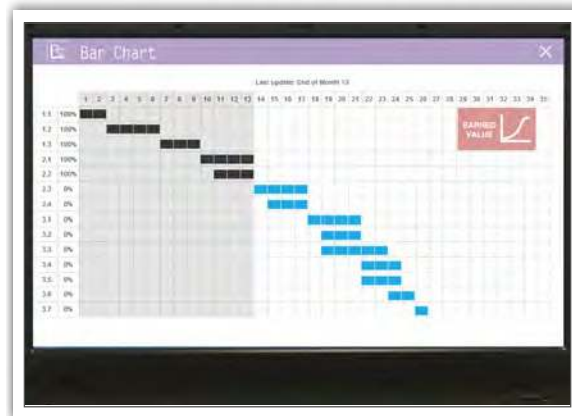 Bar Chart
Last update: End of Month 13
1 2 3 4 5 6 7 8 9 10 11 12 13 14 15 16 17 18 19 20 21 22 23 24 25 26 27 28 29 30 31 32 33 34 35
1.1 100%
EARNED
1.2 100%
VALUE
1.3 100%
2.1 100%
2.2 100%
2.3 0%
2.4 0%
3.1 0%
3.2 0%
3.3 0%
3.4 0%
3.5 0%
3.6 0%
3.7 0%